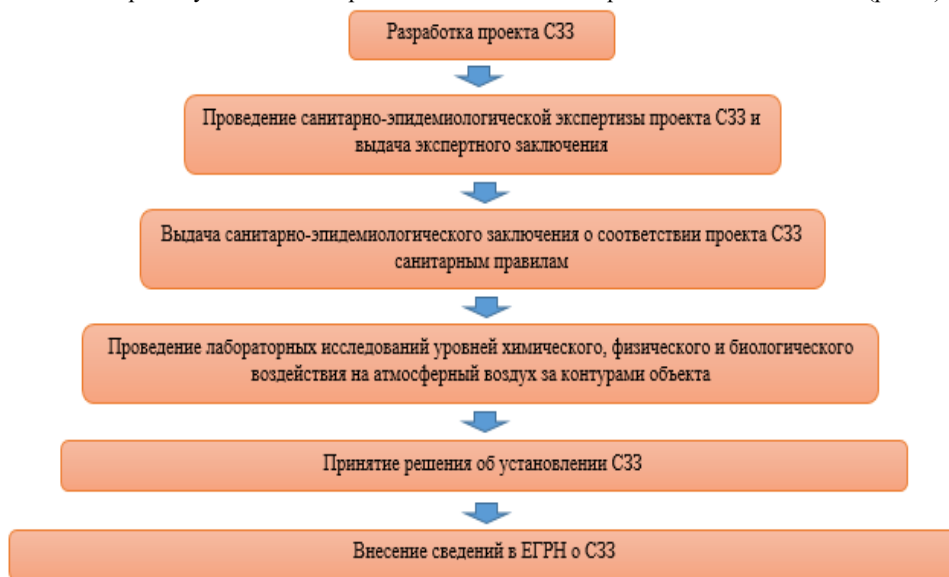 Разработка проекта СЗЗ
Проведение санитарно-эпидемиологической экспертизы проекта СЗЗ и
выдача экспертного заключения
Выдача санитарно-эпидемиологического заключения о соответствии проекта СЗЗ
санитарным правилам
Проведение лабораторных исследований уровней химического, физического и биологического
воздействия на атмосферный воздух за контурами объекта
Принятие решения об установлении СЗЗ
Внесение сведений в ЕГРН о СЗЗ